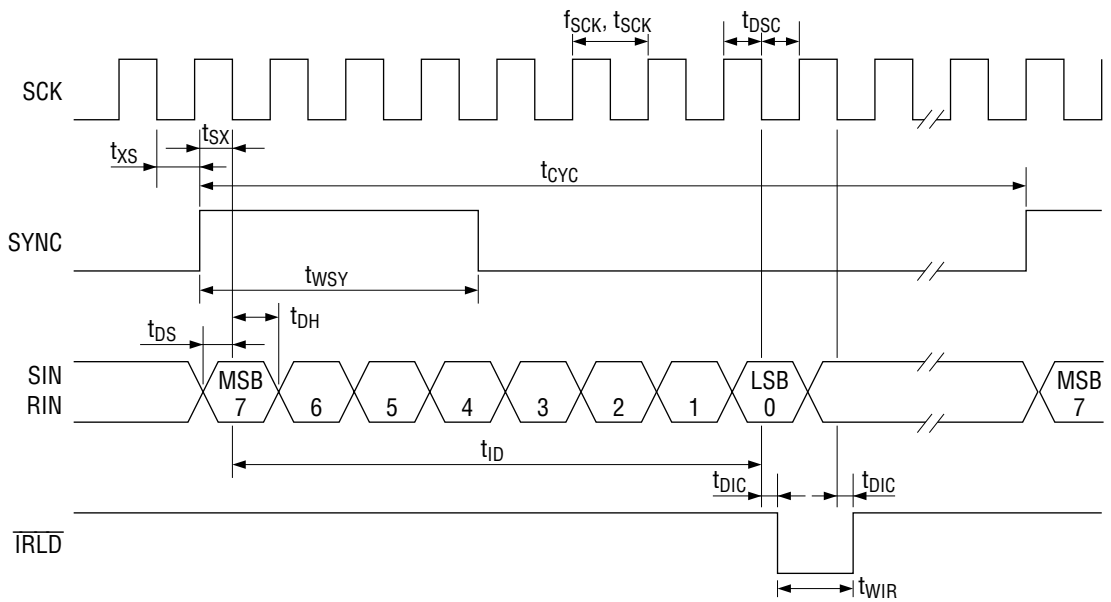 fSCK, tSCK
tDSC
SCK
tSX
tXS
tCYC
SYNC
tWSY
tDH
tDS
SIN
RIN
MSB
7
6
5
4
3
2
1
LSB
0
MSB
7
tID
tDIC
tDIC
IRLD
tWIR